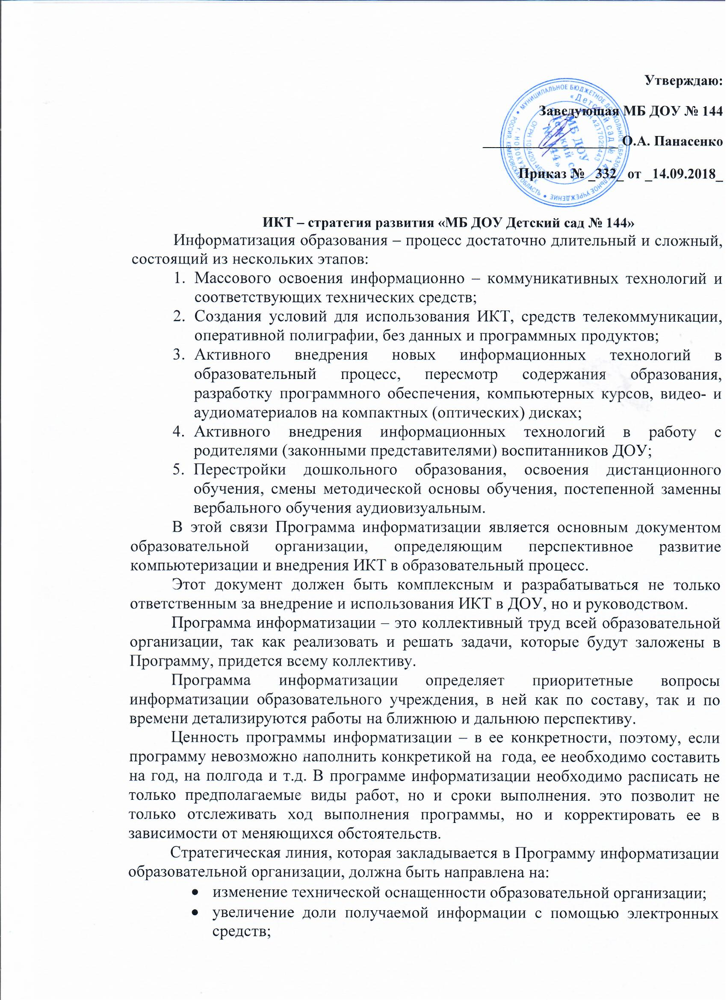 Утверждаю:
Заведующая МБ ДОУ № 144
О.А. Панасенко
Приказ № _332_ от _14.09.2018_
МУНИЦИПАЛЬНОЕ БЮДЖЕТНОЕ ДОШКОЛЬНОЕ ОБРАЗОВАТЕЛЬНОЕ УЧРЕЖДЕНИЕ
РОССИЯ, КЕМЕРОВСКАЯ ОБЛАСТЬ
г. НОВОКУЗНЕЦК
«Детский сад № 144»
ИНН 4217029443
ОГРН
МБ ДОУ
Детский сад
№ 144»
ИКТ – стратегия развития «МБ ДОУ Детский сад № 144»
Информатизация образования – процесс достаточно длительный и сложный,
состоящий из нескольких этапов:
1. Массового освоения информационно – коммуникативных технологий и
соответствующих технических средств;
2. Создания условий для использования ИКТ, средств телекоммуникации,
оперативной полиграфии, без данных и программных продуктов;
3. Активного внедрения новых информационных технологий в
образовательный процесс, пересмотр содержания образования,
разработку программного обеспечения, компьютерных курсов, видео- и
аудиоматериалов на компактных (оптических) дисках;
4. Активного внедрения информационных технологий в работу с
родителями (законными представителями) воспитанников ДОУ;
5. Перестройки дошкольного образования, освоения дистанционного
обучения, смены методической основы обучения, постепенной заменны
вербального обучения аудиовизуальным.
В этой связи Программа информатизации является основным документом
образовательной организации, определяющим перспективное развитие
компьютеризации и внедрения ИКТ в образовательный процесс.
Этот документ должен быть комплексным и разрабатываться не только
ответственным за внедрение и использования ИКТ в ДОУ, но и руководством.
Программа информатизации – это коллективный труд всей образовательной
организации, так как реализовать и решать задачи, которые будут заложены в
Программу, придется всему коллективу.
Программа информатизации определяет приоритетные вопросы
информатизации образовательного учреждения, в ней как по составу, так и по
времени детализируются работы на ближнюю и дальнюю перспективу.
Ценность программы информатизации – в ее конкретности, поэтому, если
программу невозможно наполнить конкретикой на  года, ее необходимо составить
на год, на полгода и т.д. В программе информатизации необходимо расписать не
только предполагаемые виды работ, но и сроки выполнения. это позволит не
только отслеживать ход выполнения программы, но и корректировать ее в
зависимости от меняющихся обстоятельств.
Стратегическая линия, которая закладывается в Программу информатизации
образовательной организации, должна быть направлена на:
• изменение технической оснащенности образовательной организации;
• увеличение доли получаемой информации с помощью электронных
средств;